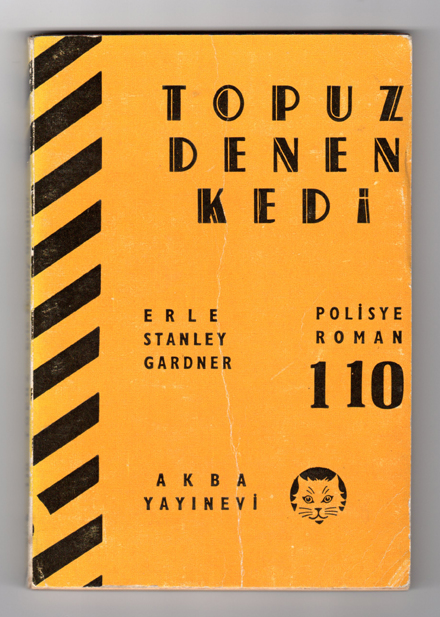 TOPUZ
DENEN
KEDİ
ERLE
STANLEY
GARDNER
POLİSYE
ROMAN
110
AKBA
YAYINEVİ